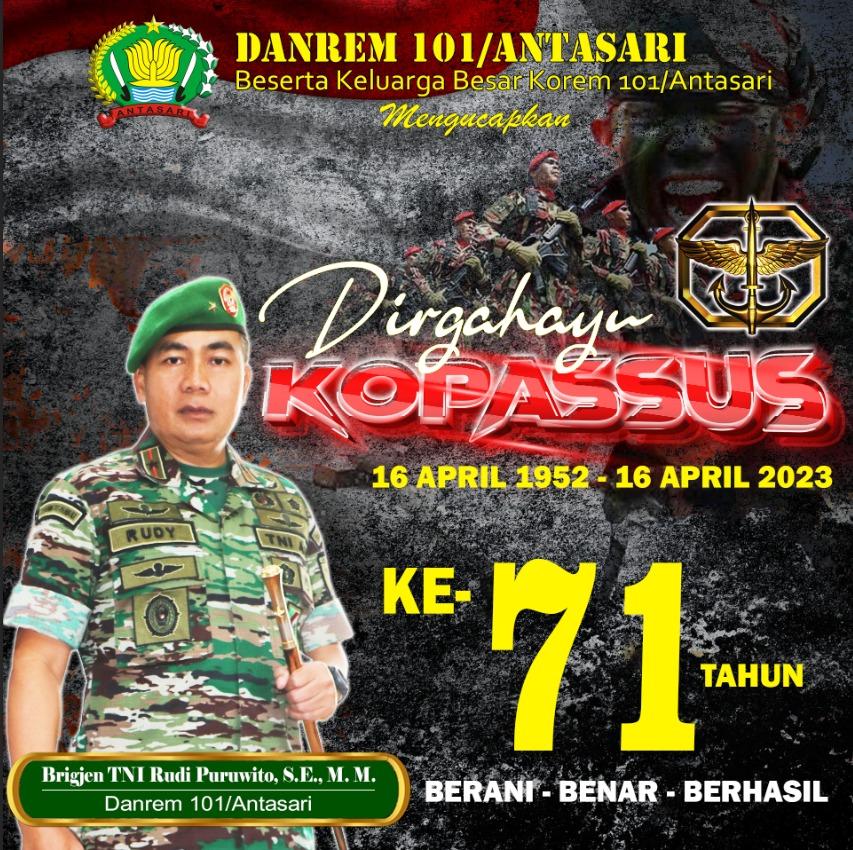 DANREM 101/ANTASARI
Beserta Keluarga Besar Korem 101/Antasari
Mengucapkan
ANTASARI
Dirgahayu
KOPASSUS
16 APRIL 1952 - 16 APRIL 2023
KE- 71 TAHUN
RUDY
TNI A
BERANI - BENAR - BERHASIL
Brigjen TNI Rudi Puruwito, S.E., M. M.
Danrem 101/Antasari